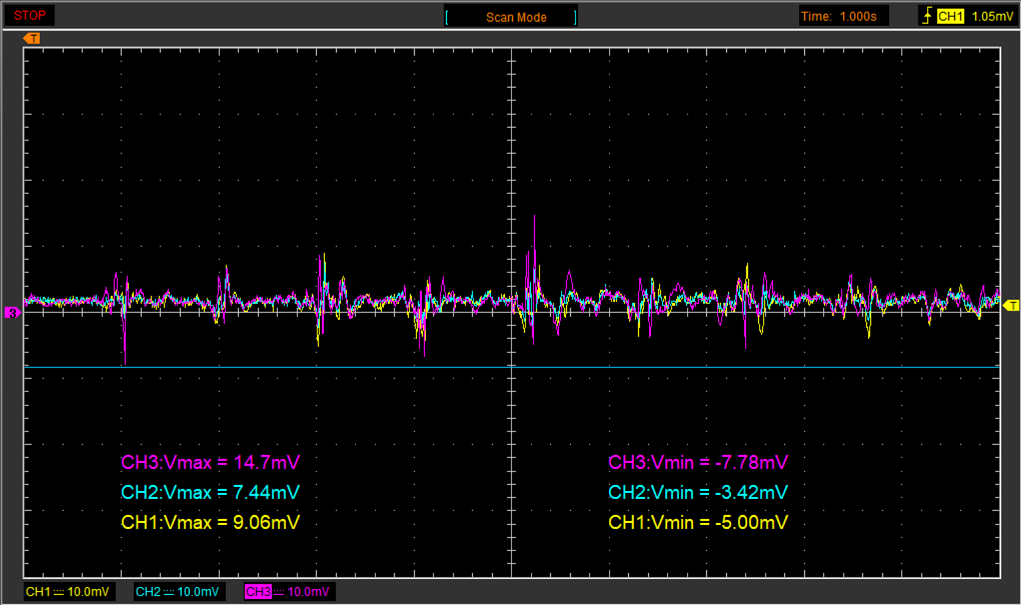 STOP
[ Scan Mode ]
Time: 1.000s
CH1 1.05mV
T
3
T
CH3:Vmax = 14.7mV
CH3:Vmin = -7.78mV
CH2:Vmax = 7.44mV
CH2:Vmin = -3.42mV
CH1:Vmax = 9.06mV
CH1:Vmin = -5.00mV
CH1 10.0mV
CH2 10.0mV
CH3 10.0mV